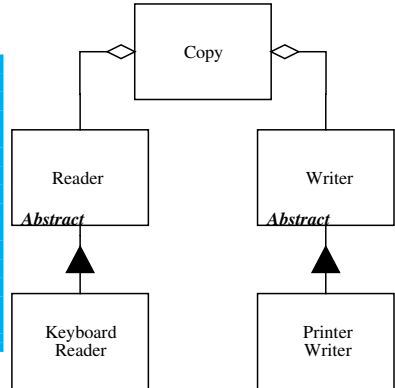 Copy
Reader
Writer
Abstract
Abstract
Keyboard
Reader
Printer
Writer